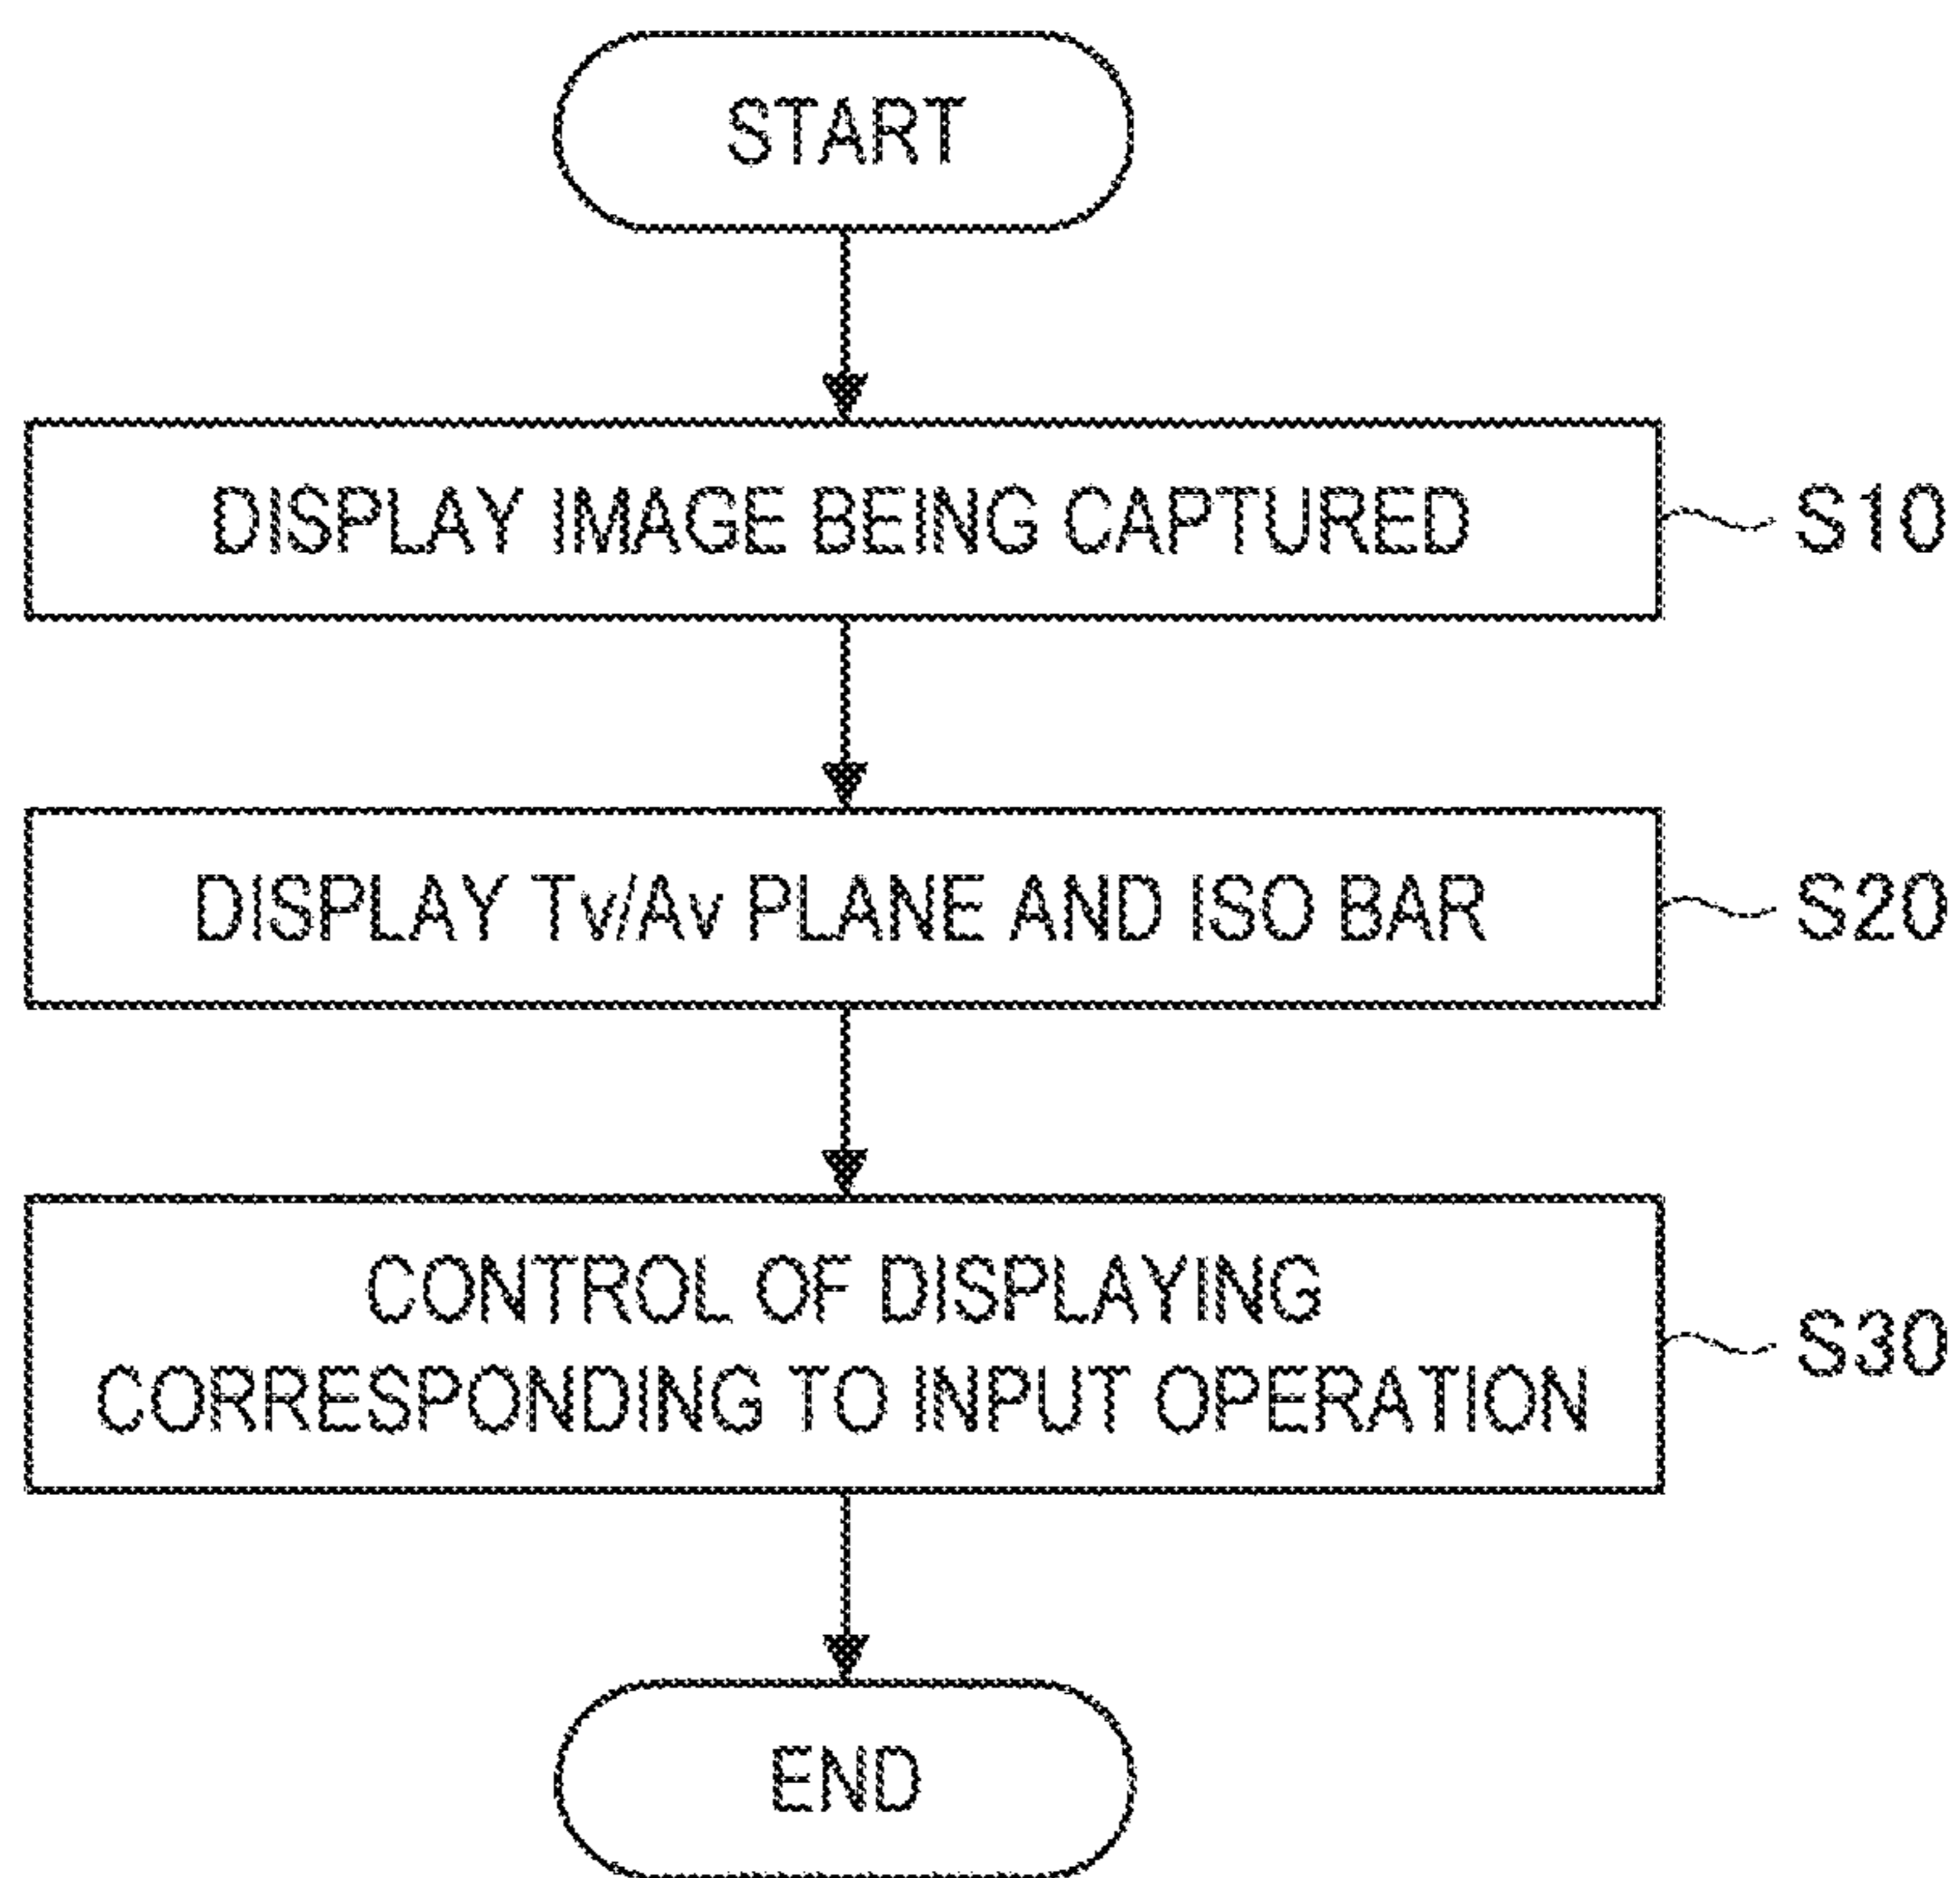 START
DISPLAY IMAGE BEING CAPTURED
S10
DISPLAY Tv/Av PLANE AND ISO BAR
S20
CONTROL OF DISPLAYING
CORRESPONDING TO INPUT OPERATION
S30
END